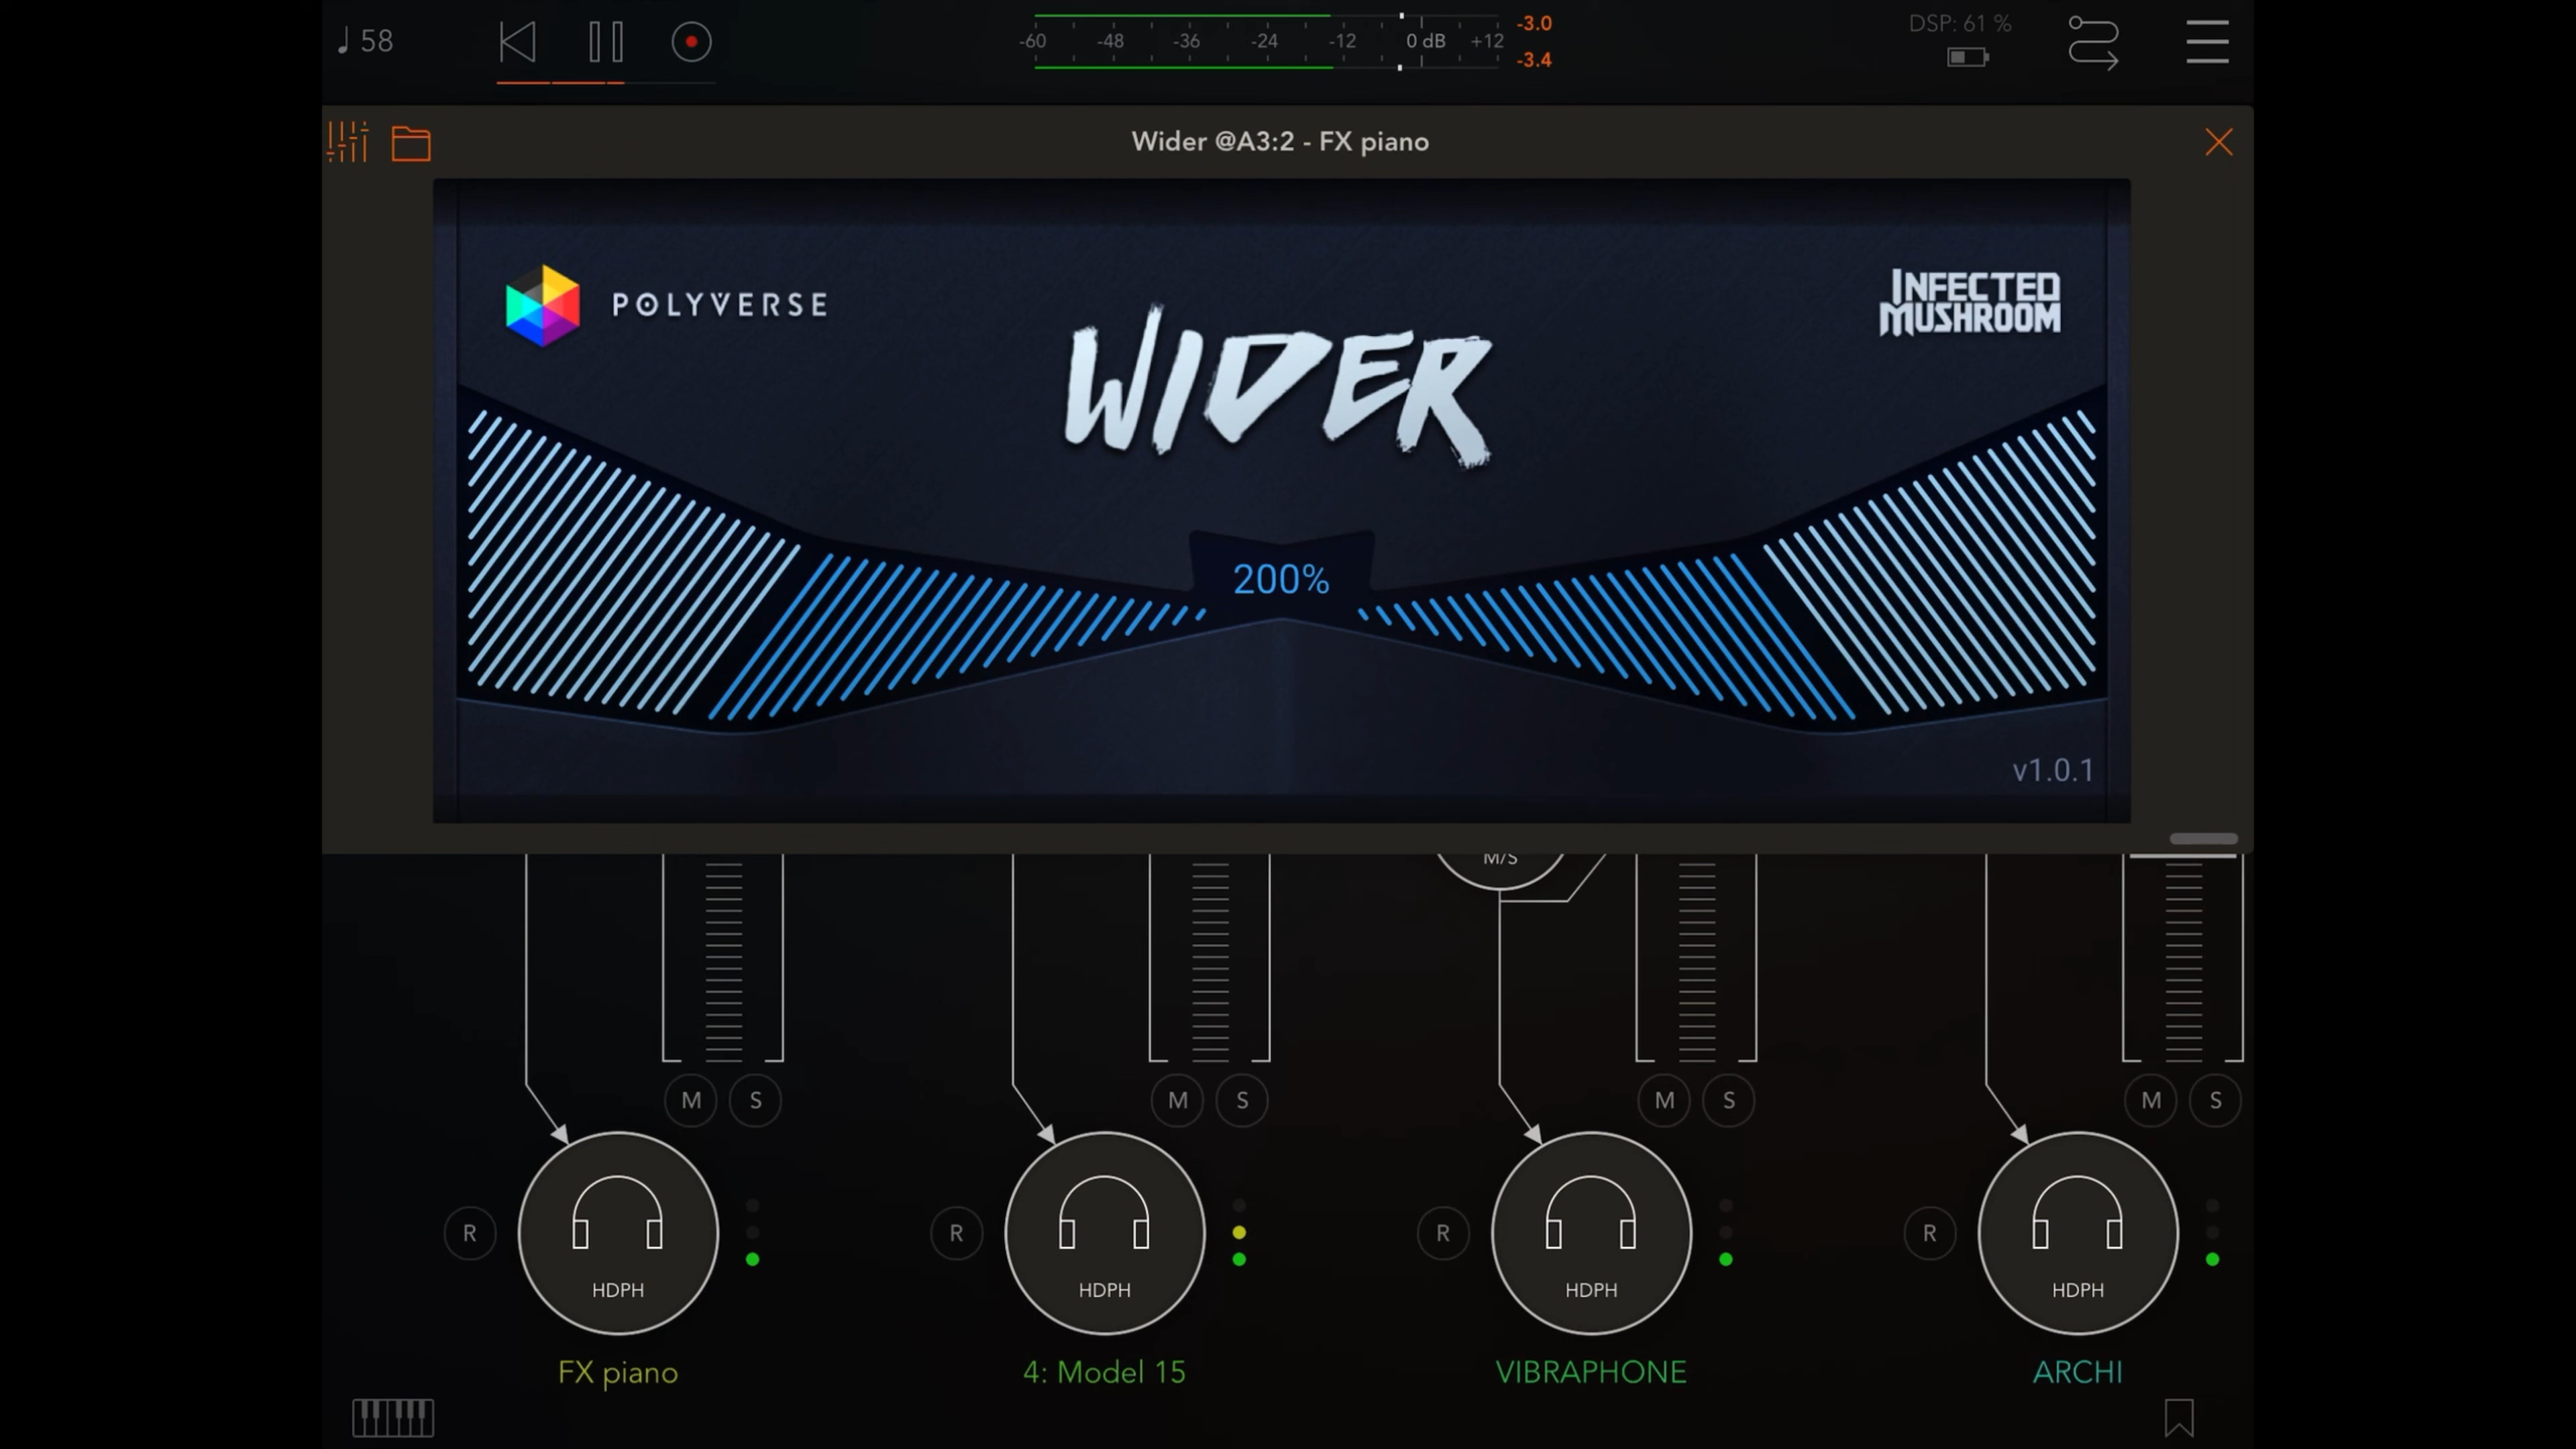 58
-60 -48 -36 -24 -12 0 dB +12
-3.0
-3.4
DSP: 61 %
Wider @A3:2 - FX piano
POLYVERSE
INFECTED
MUSHROOM
WIDER
200%
v1.0.1
M/S
M S M S M S M S
R R R R
HDPH HDPH HDPH HDPH
FX piano 4: Model 15 VIBRAPHONE ARCHI